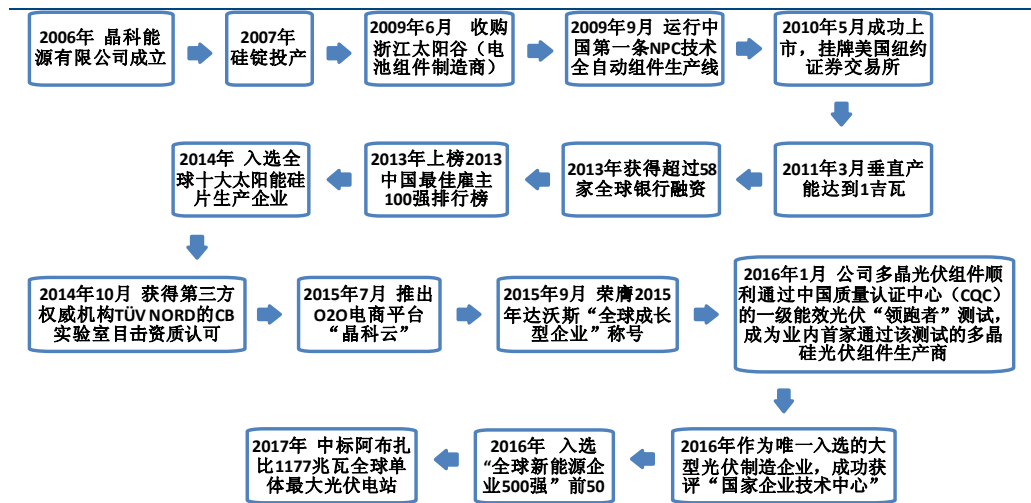 2006年 晶科能
源有限公司成立
2007年
硅锭投产
2009年6月 收购
浙江太阳谷（电
池组件制造商）
2009年9月 运行中
国第一条NPC技术
全自动组件生产线
2010年5月成功上
市，挂牌美国纽约
证券交易所
2011年3月垂直产
能达到1吉瓦
2013年获得超过58
家全球银行融资
2013年上榜2013
中国最佳雇主
100强排行榜
2014年 入选全
球十大太阳能硅
片生产企业
2014年10月 获得第三方
权威机构TÜV NORD的CB
实验室目击资质认可
2015年7月 推出
O2O电商平台
“晶科云”
2015年9月 荣膺2015
年达沃斯“全球成长
型企业”称号
2016年1月 公司多晶光伏组件顺
利通过中国质量认证中心（CQC）
的一级能效光伏“领跑者”测试，
成为业内首家通过该测试的多晶
硅光伏组件生产商
2016年作为唯一入选的大
型光伏制造企业，成功获
评“国家企业技术中心”
2016年 入选
“全球新能源企
业500强”前50
2017年 中标阿布扎
比1177兆瓦全球单
体最大光伏电站